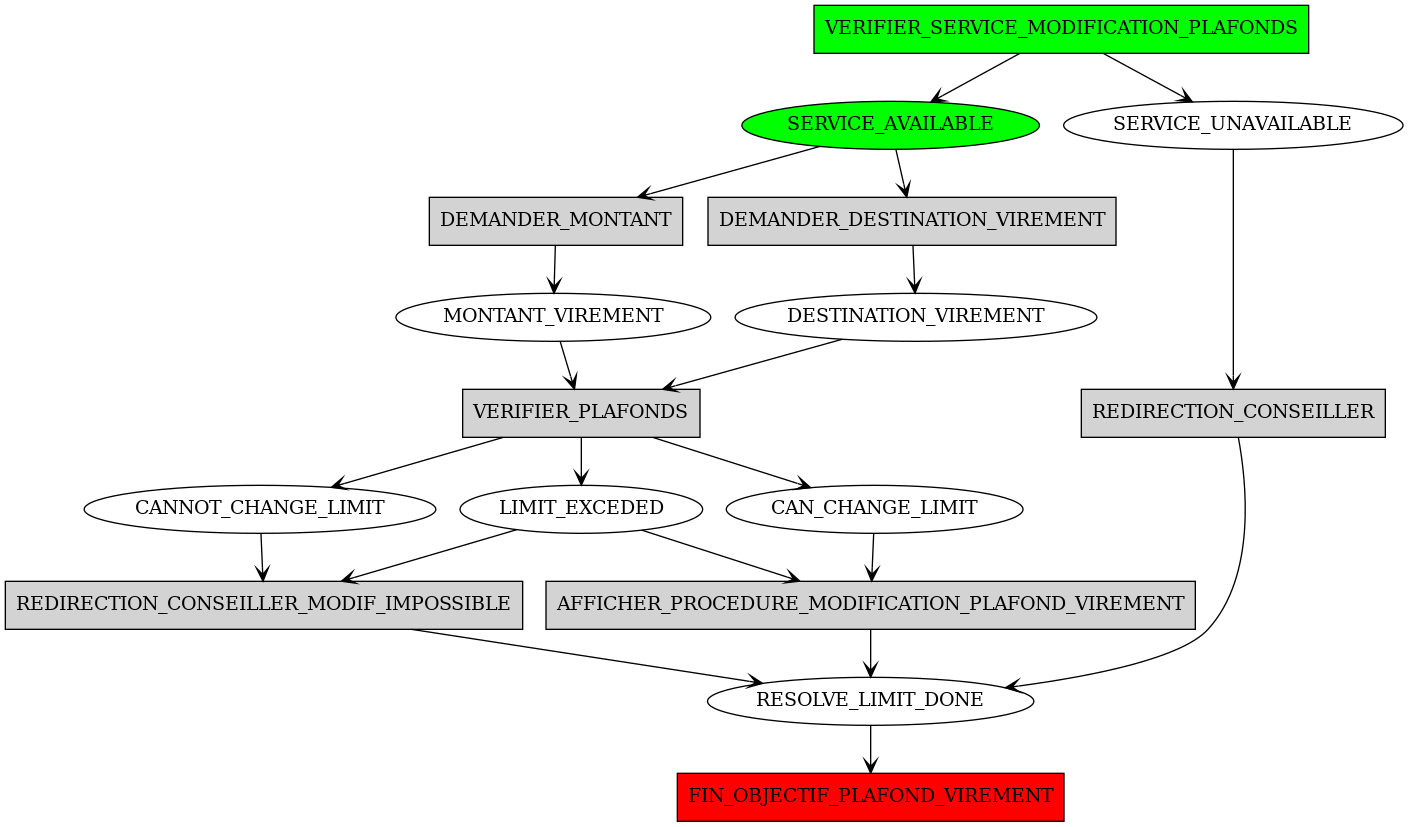 VERIFIER_SERVICE_MODIFICATION_PLAFONDS
SERVICE_AVAILABLE
SERVICE_UNAVAILABLE
DEMANDER_MONTANT
DEMANDER_DESTINATION_VIREMENT
MONTANT_VIREMENT
DESTINATION_VIREMENT
VERIFIER_PLAFONDS
REDIRECTION_CONSEILLER
CANNOT_CHANGE_LIMIT
LIMIT_EXCEDED
CAN_CHANGE_LIMIT
REDIRECTION_CONSEILLER_MODIF_IMPOSSIBLE
AFFICHER_PROCEDURE_MODIFICATION_PLAFOND_VIREMENT
RESOLVE_LIMIT_DONE
FIN_OBJECTIF_PLAFOND_VIREMENT